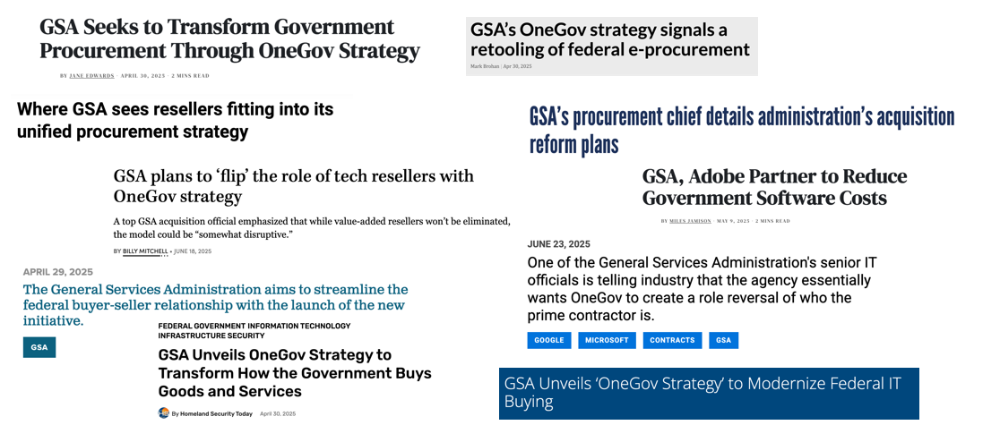 GSA Seeks to Transform Government
Procurement Through OneGov Strategy
BY JANE EDWARDS · APRIL 30, 2025 · 2 MINS READ
GSA's OneGov strategy signals a
retooling of federal e-procurement
Mark Brohan | Apr 30, 2025
Where GSA sees resellers fitting into its
unified procurement strategy
GSA's procurement chief details administration's acquisition
reform plans
GSA plans to 'flip' the role of tech resellers with
OneGov strategy
A top GSA acquisition official emphasized that while value-added resellers won't be eliminated,
the model could be "somewhat disruptive."
BY BILLY MITCHELL • JUNE 18, 2025
GSA, Adobe Partner to Reduce
Government Software Costs
BY MILES JAMISON · MAY 9, 2025 · 2 MINS READ
APRIL 29, 2025
The General Services Administration aims to streamline the
federal buyer-seller relationship with the launch of the new
initiative.
GSA
JUNE 23, 2025
One of the General Services Administration's senior IT
officials is telling industry that the agency essentially
wants OneGov to create a role reversal of who the
prime contractor is.
GOOGLE MICROSOFT CONTRACTS GSA
FEDERAL GOVERNMENT INFORMATION TECHNOLOGY
INFRASTRUCTURE SECURITY
GSA Unveils OneGov Strategy to
Transform How the Government Buys
Goods and Services
By Homeland Security Today April 30, 2025
GSA Unveils 'OneGov Strategy' to Modernize Federal IT
Buying